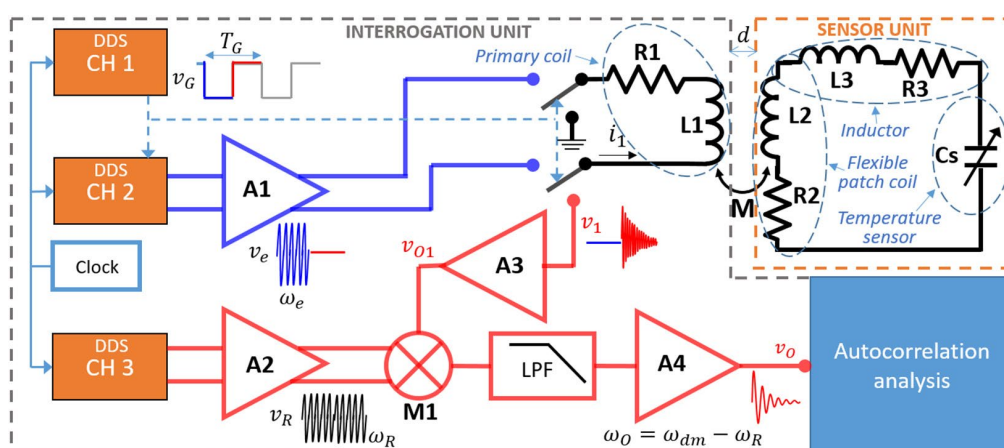 INTERROGATION UNIT
SENSOR UNIT
DDS
CH 1
v_G
T_G
Primary coil
R1
L1
i_1
d
M
L2
R2
L3
R3
Inductor
Flexible
patch coil
Cs
Temperature
sensor
DDS
CH 2
A1
v_e
ω_e
Clock
v_O1
A3
v_1
DDS
CH 3
A2
v_R
ω_R
M1
LPF
A4
v_O
ω_O = ω_dm − ω_R
Autocorrelation
analysis